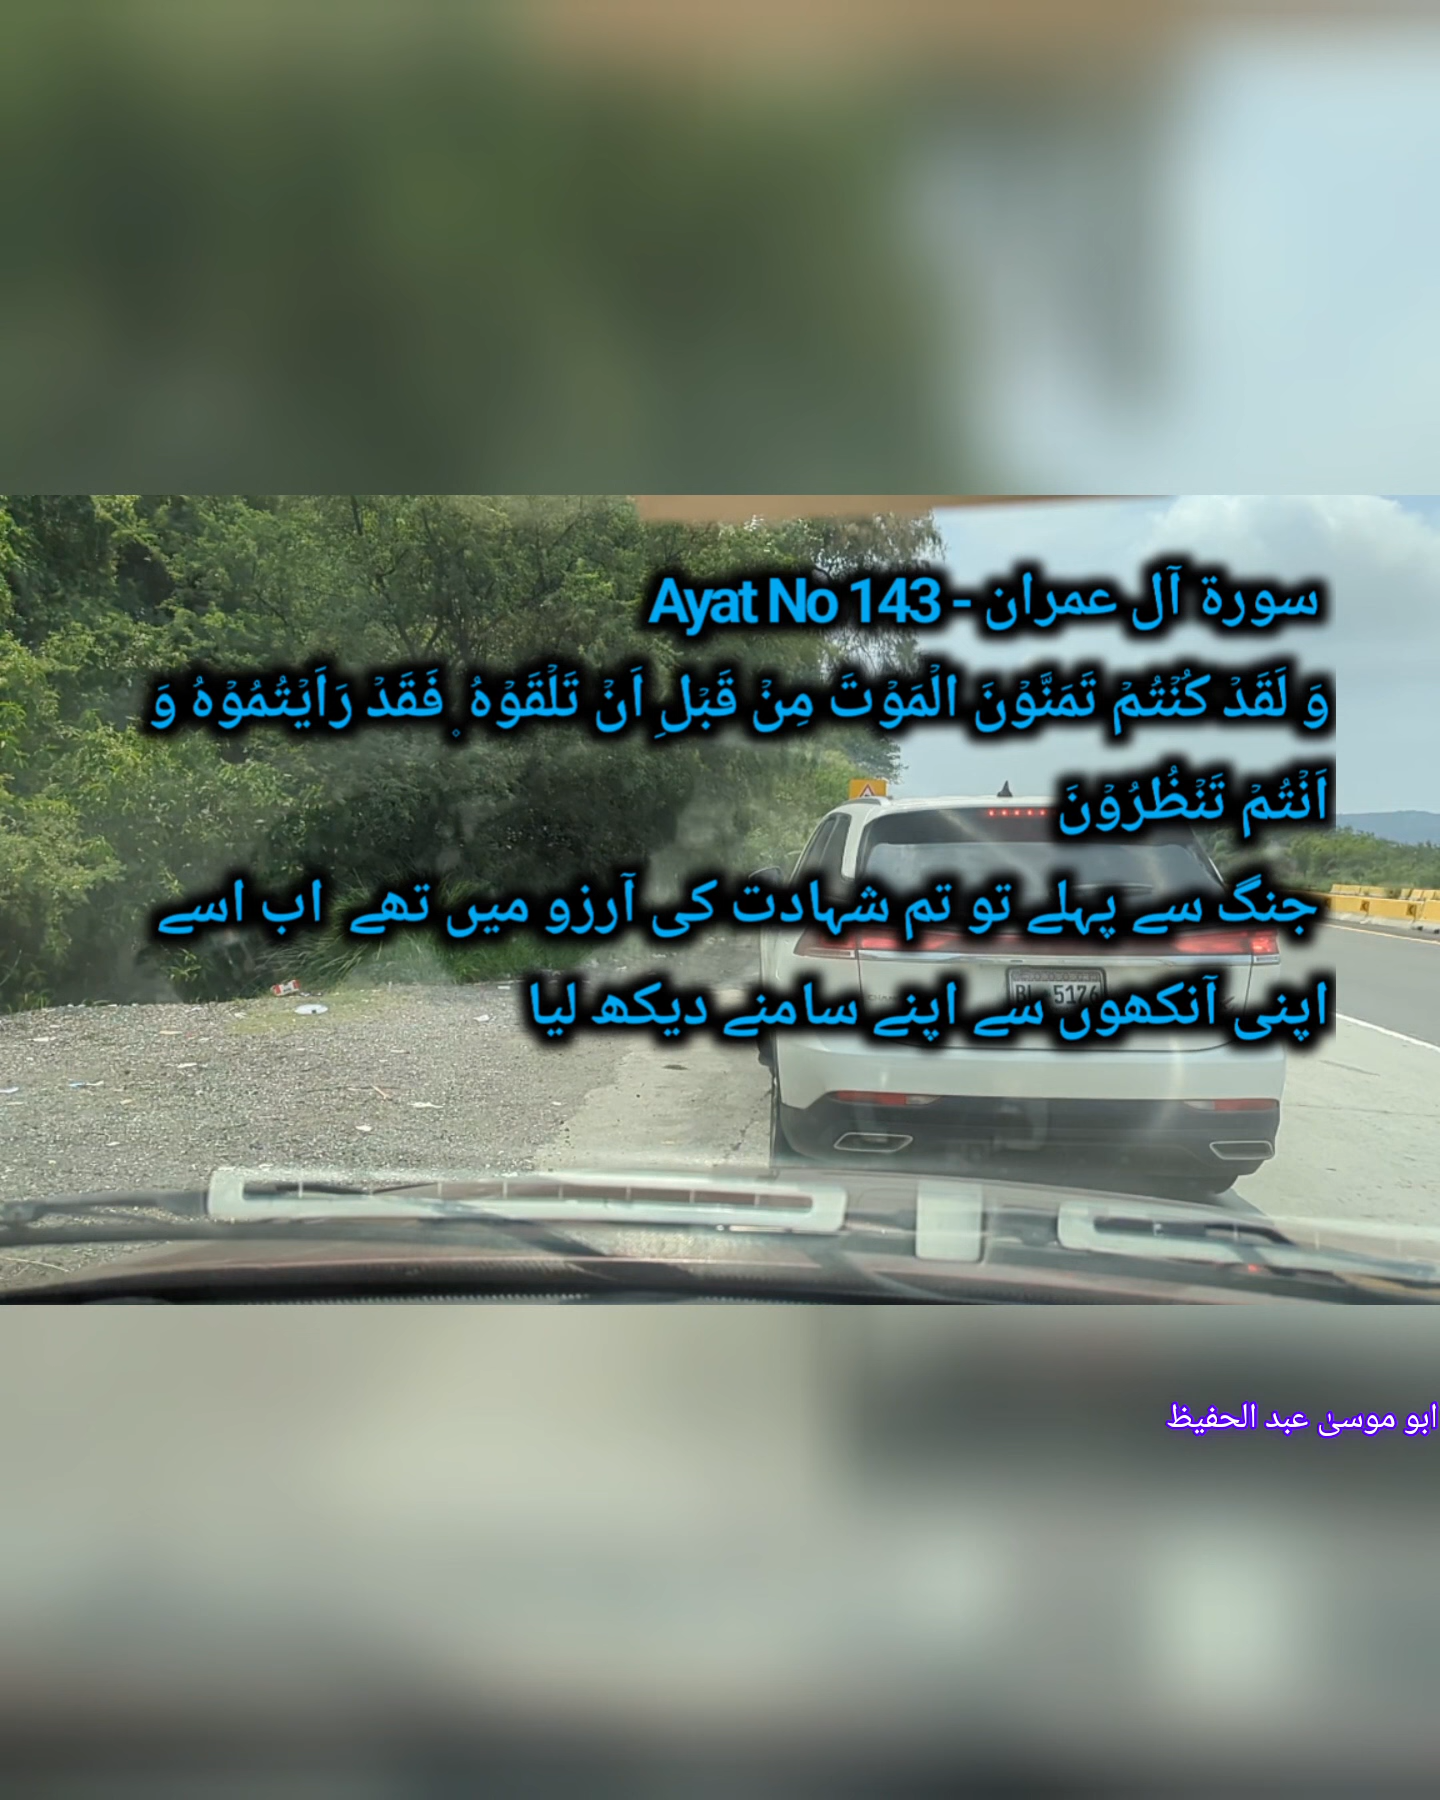 سورة آل عمران - Ayat No 143
وَ لَقَدۡ كُنۡتُمۡ تَمَنَّوۡنَ الۡمَوۡتَ مِنۡ قَبۡلِ اَنۡ تَلۡقَوۡهُ ۪ فَقَدۡ رَاَيۡتُمُوۡهُ وَ
اَنۡتُمۡ تَنۡظُرُوۡنَ
جنگ سے پہلے تو تم شہادت کی آرزو میں تھے اب اسے
اپنی آنکھوں سے اپنے سامنے دیکھ لیا
5176
ابو موسیٰ عبد الحفیظ